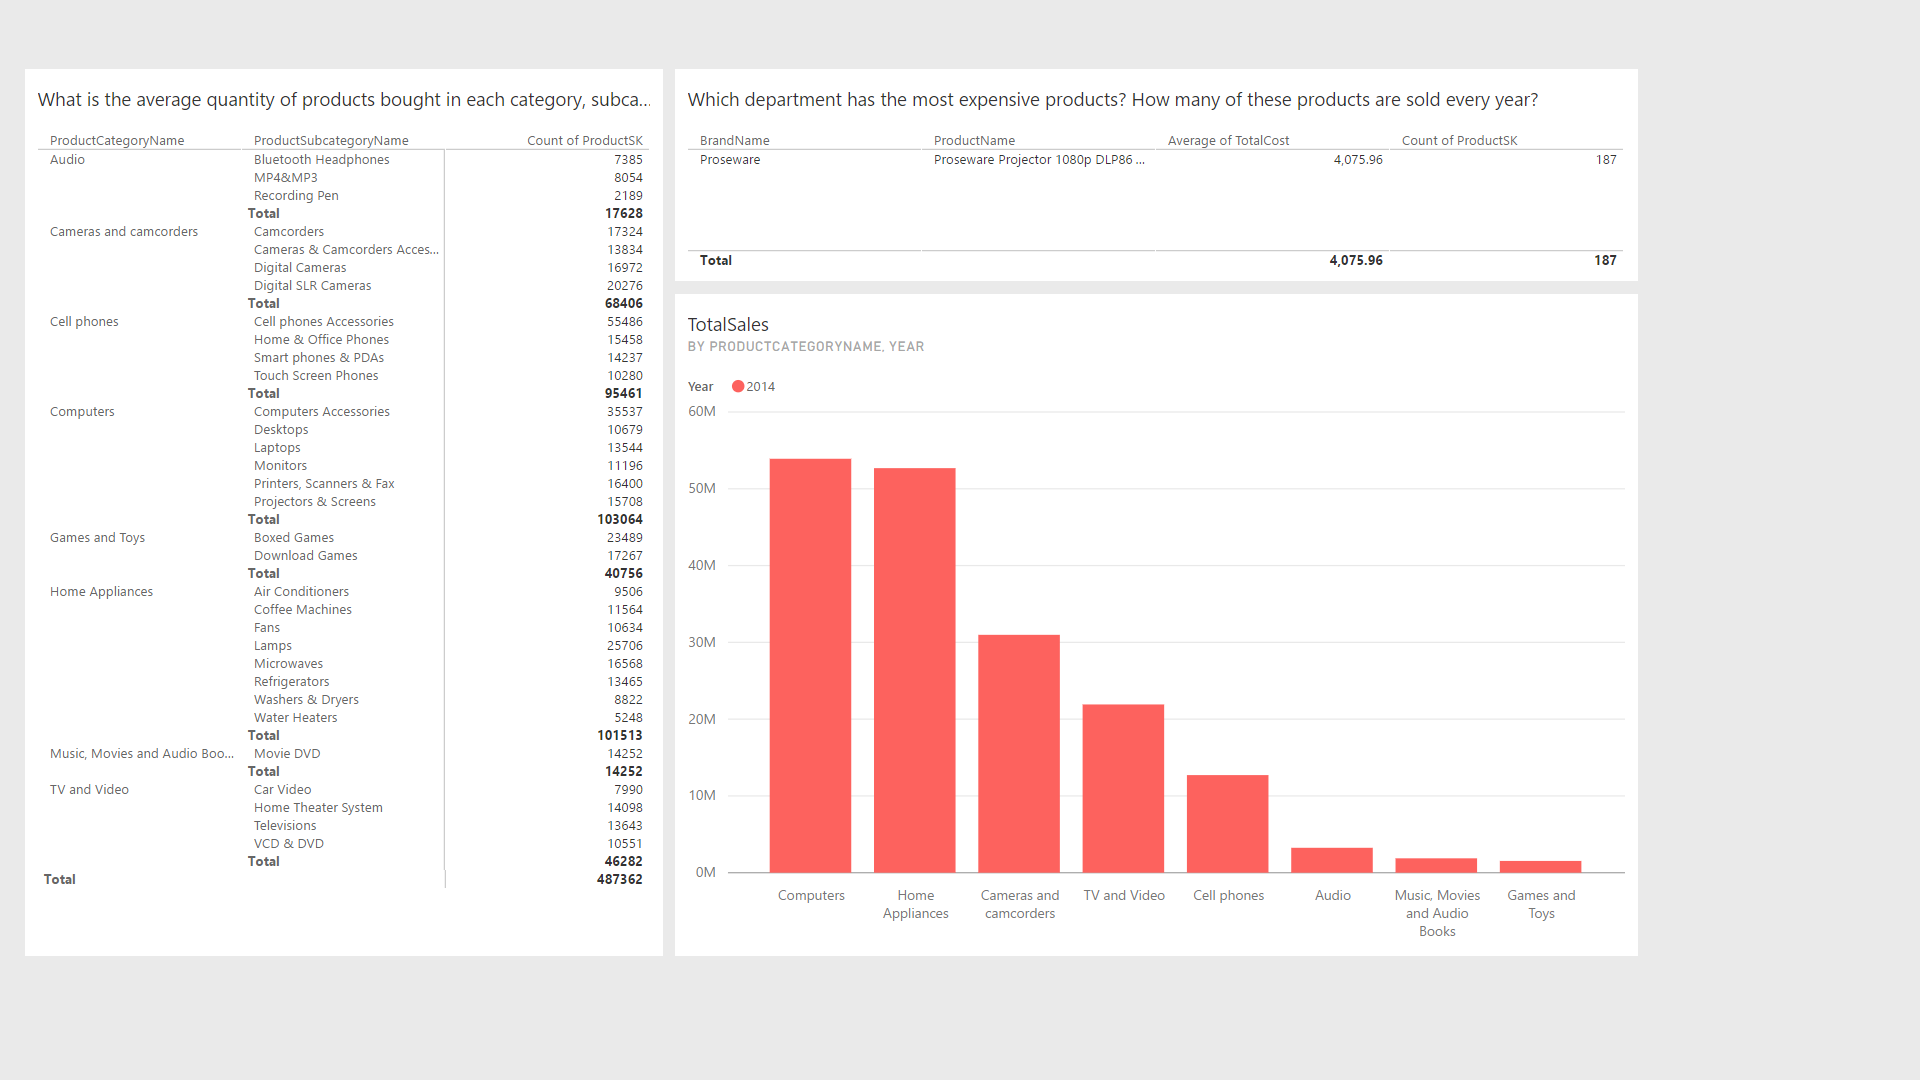 What is the average quantity of products bought in each category, subca...
ProductCategoryName ProductSubcategoryName Count of ProductSK
Audio Bluetooth Headphones 7385
MP4&MP3 8054
Recording Pen 2189
Total 17628
Cameras and camcorders Camcorders 17324
Cameras & Camcorders Acces... 13834
Digital Cameras 16972
Digital SLR Cameras 20276
Total 68406
Cell phones Cell phones Accessories 55486
Home & Office Phones 15458
Smart phones & PDAs 14237
Touch Screen Phones 10280
Total 95461
Computers Computers Accessories 35537
Desktops 10679
Laptops 13544
Monitors 11196
Printers, Scanners & Fax 16400
Projectors & Screens 15708
Total 103064
Games and Toys Boxed Games 23489
Download Games 17267
Total 40756
Home Appliances Air Conditioners 9506
Coffee Machines 11564
Fans 10634
Lamps 25706
Microwaves 16568
Refrigerators 13465
Washers & Dryers 8822
Water Heaters 5248
Total 101513
Music, Movies and Audio Boo... Movie DVD 14252
Total 14252
TV and Video Car Video 7990
Home Theater System 14098
Televisions 13643
VCD & DVD 10551
Total 46282
Total 487362
Which department has the most expensive products? How many of these products are sold every year?
BrandName ProductName Average of TotalCost Count of ProductSK
Proseware Proseware Projector 1080p DLP86 ... 4,075.96 187
Total 4,075.96 187
TotalSales
BY PRODUCTCATEGORYNAME, YEAR
Year 2014
60M
50M
40M
30M
20M
10M
0M
Computers Home Cameras and TV and Video Cell phones Audio Music, Movies Games and
Appliances camcorders and Audio Toys
Books